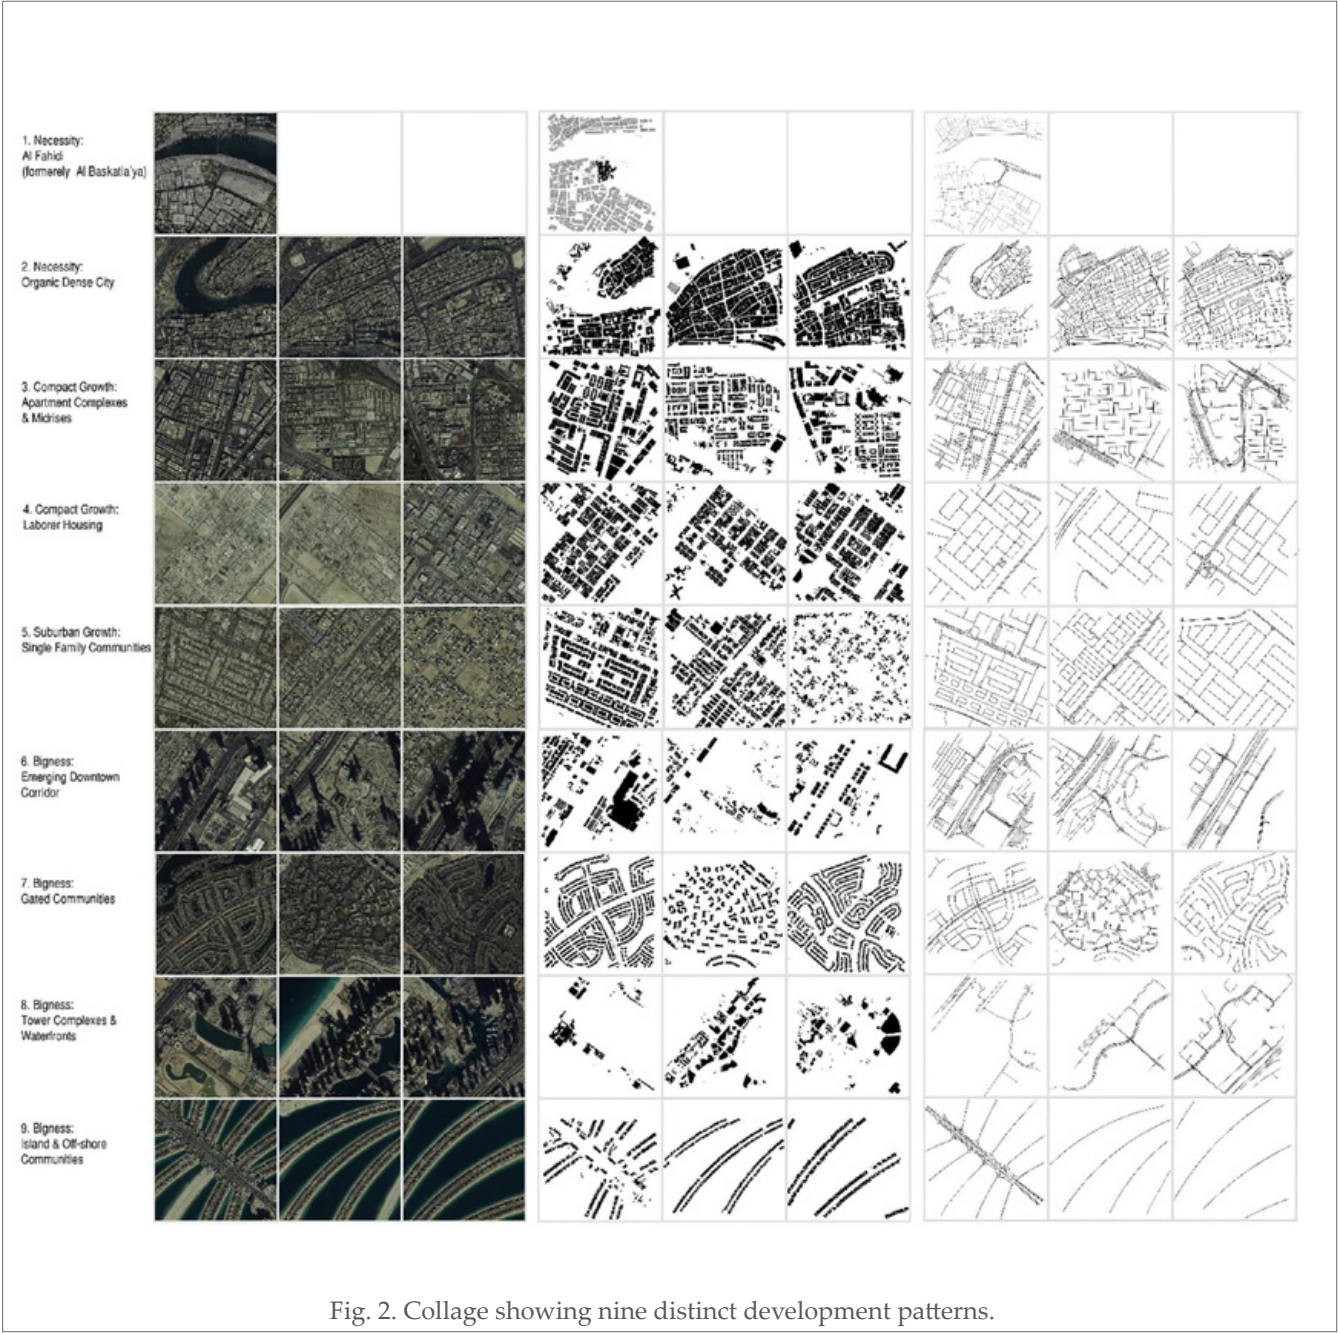 1. Necessity:
Al Fahidi
(formerely Al Baskatia'ya)
2. Necessity:
Organic Dense City
3. Compact Growth:
Apartment Complexes
& Midrises
4. Compact Growth:
Laborer Housing
5. Suburban Growth:
Single Family Communities
6. Bigness:
Emerging Downtown
Corridor
7. Bigness:
Gated Communities
8. Bigness:
Tower Complexes &
Waterfronts
9. Bigness:
Island & Off-shore
Communities
Fig. 2. Collage showing nine distinct development patterns.